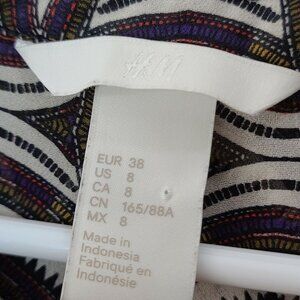 H&M
EUR 38
US 8
CA 8
CN 165/88A
MX 8
Made in
Indonesia
Fabriqué en
Indonésie